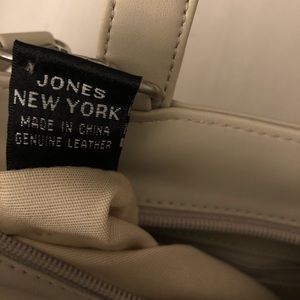 JONES
NEW YORK
MADE IN CHINA
GENUINE LEATHER